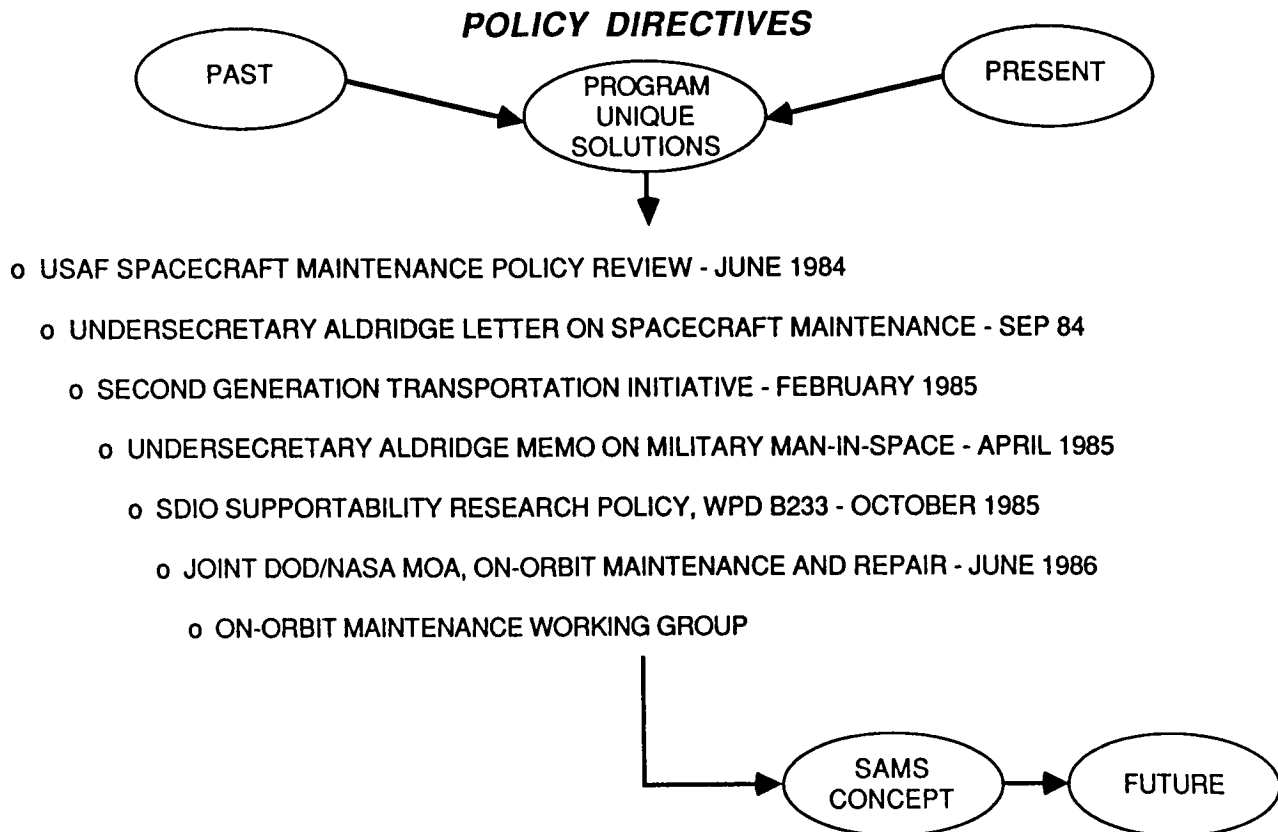 POLICY DIRECTIVES
PAST
PROGRAM
UNIQUE
SOLUTIONS
PRESENT
o USAF SPACECRAFT MAINTENANCE POLICY REVIEW - JUNE 1984
o UNDERSECRETARY ALDRIDGE LETTER ON SPACECRAFT MAINTENANCE - SEP 84
o SECOND GENERATION TRANSPORTATION INITIATIVE - FEBRUARY 1985
o UNDERSECRETARY ALDRIDGE MEMO ON MILITARY MAN-IN-SPACE - APRIL 1985
o SDIO SUPPORTABILITY RESEARCH POLICY, WPD B233 - OCTOBER 1985
o JOINT DOD/NASA MOA, ON-ORBIT MAINTENANCE AND REPAIR - JUNE 1986
o ON-ORBIT MAINTENANCE WORKING GROUP
SAMS
CONCEPT
FUTURE